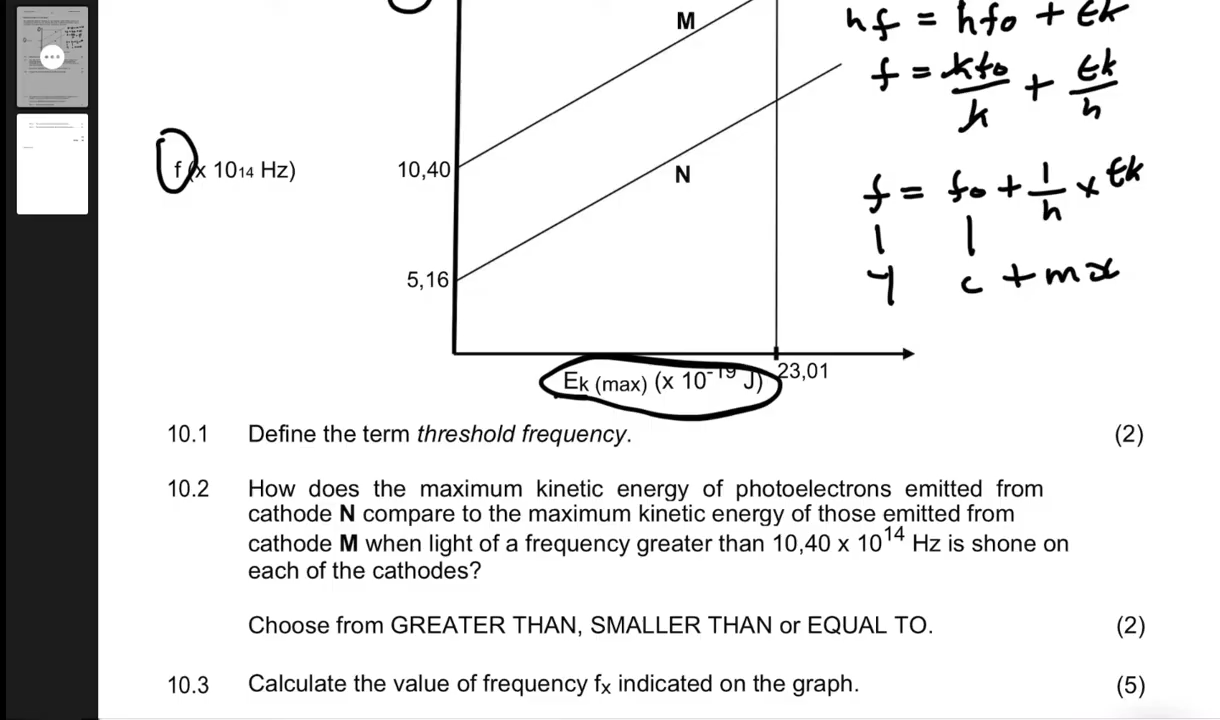 hf = hfo + Ek
M
f = hfo/h + Ek/h
f (x 1014 Hz)
10,40
N
f = fo + 1/h x Ek
5,16
y c + mx
Ek (max) (x 10-19 J)
23,01
10.1 Define the term threshold frequency. (2)
10.2 How does the maximum kinetic energy of photoelectrons emitted from
cathode N compare to the maximum kinetic energy of those emitted from
cathode M when light of a frequency greater than 10,40 x 10^14 Hz is shone on
each of the cathodes?
Choose from GREATER THAN, SMALLER THAN or EQUAL TO. (2)
10.3 Calculate the value of frequency fx indicated on the graph. (5)